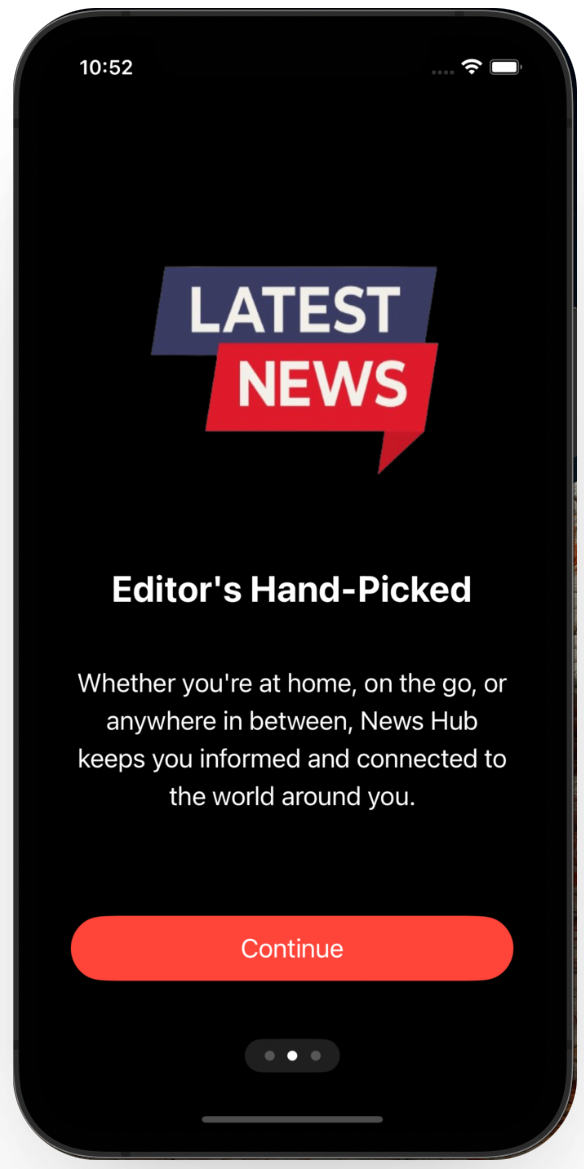 10:52
LATEST
NEWS
Editor's Hand-Picked
Whether you're at home, on the go, or
anywhere in between, News Hub
keeps you informed and connected to
the world around you.
Continue